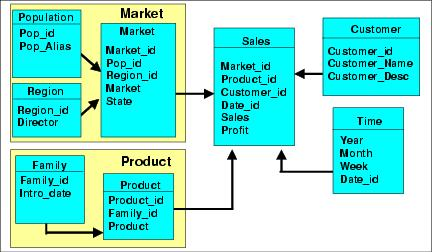 Market
Population
Pop_id
Pop_Alias
Region
Region_id
Director
Market
Market_id
Pop_id
Region_id
Market
State
Product
Family
Family_id
Intro_date
Product
Product_id
Family_id
Product
Sales
Market_id
Product_id
Customer_id
Date_id
Sales
Profit
Customer
Customer_id
Customer_Name
Customer_Desc
Time
Year
Month
Week
Date_id